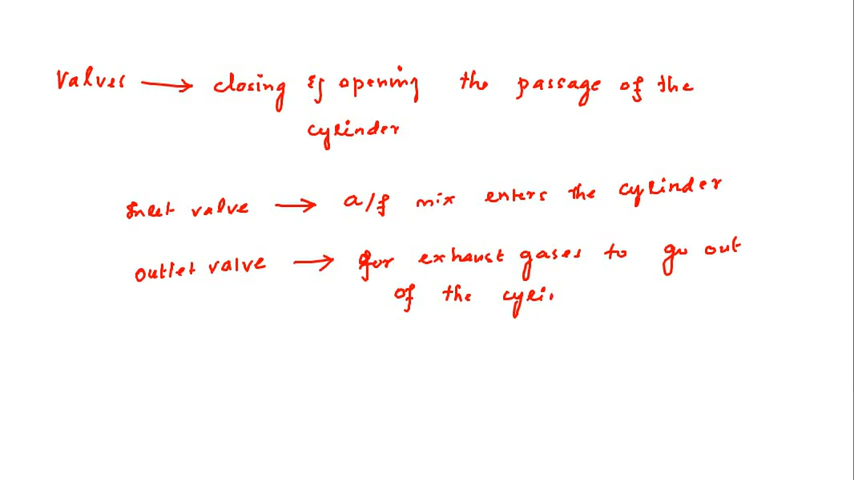 Valves → closing & opening the passage of the
cylinder
Inlet valve → a/f mix enters the cylinder
outlet valve → for exhaust gases to go out
of the cyli